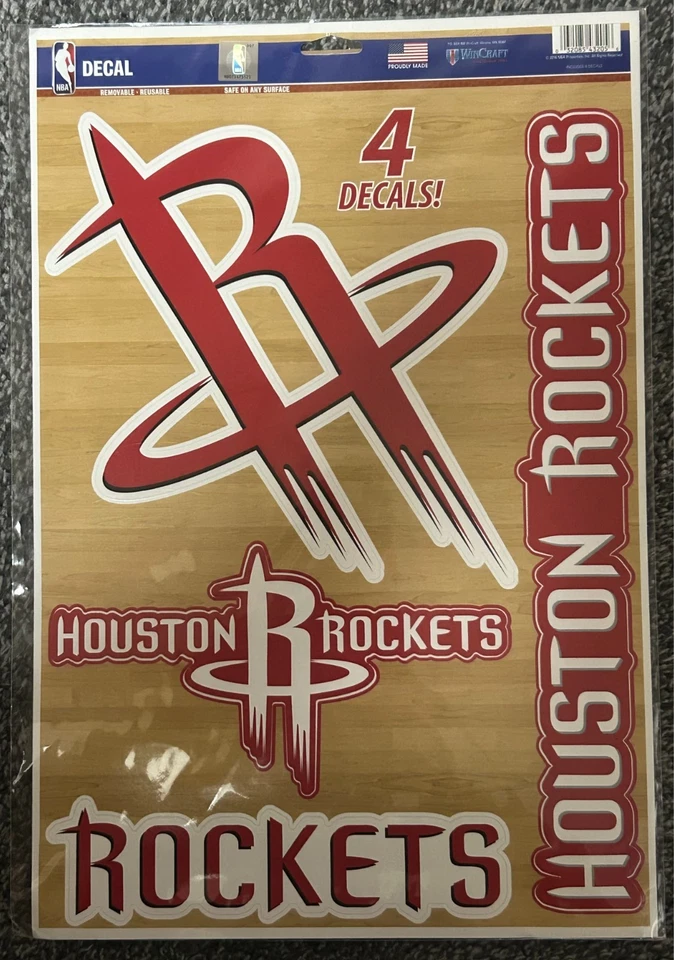 NBA
DECAL
REMOVABLE · REUSABLE
SAFE ON ANY SURFACE
PROUDLY MADE
WINCRAFT
4
DECALS!
HOUSTON ROCKETS
HOUSTON R ROCKETS
ROCKETS